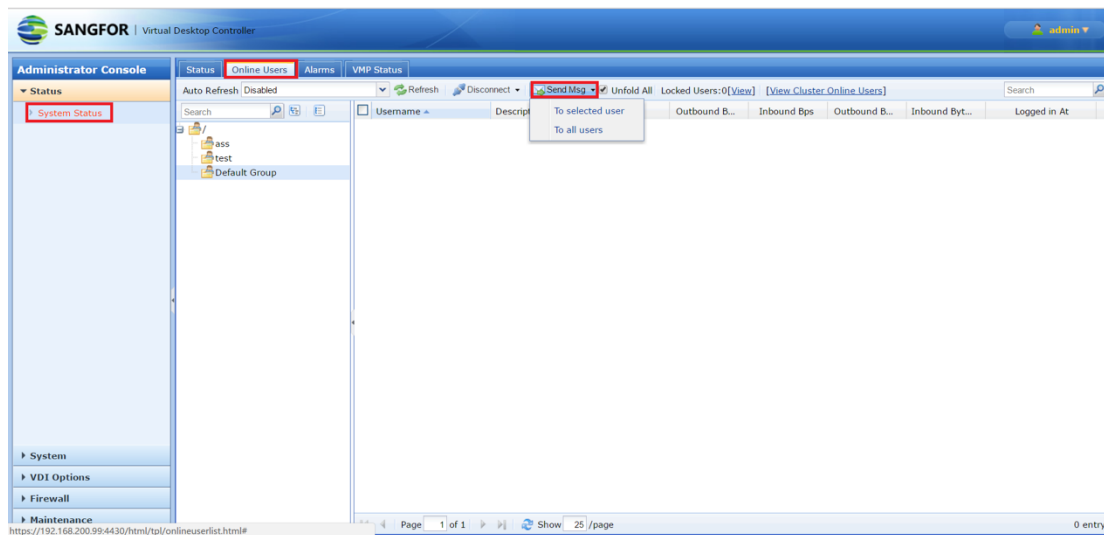 SANGFOR | Virtual Desktop Controller
admin
Administrator Console
Status Online Users Alarms VMP Status
Status
Auto Refresh Disabled Refresh Disconnect Send Msg Unfold All Locked Users:0[View] [View Cluster Online Users] Search
System Status
Search
Username Descript Outbound B... Inbound Bps Outbound B... Inbound Byt... Logged in At
To selected user
To all users
/
ass
test
Default Group
System
VDI Options
Firewall
Maintenance
Page 1 of 1 Show 25 /page 0 entry
https://192.168.200.99:4430/html/tpl/onlineuserlist.html#